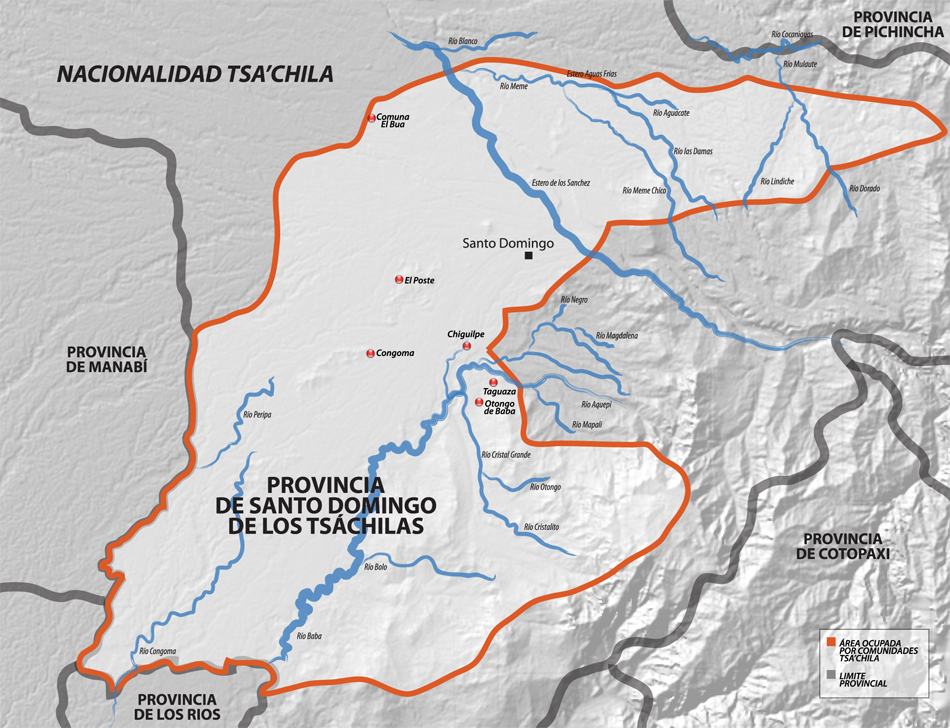 PROVINCIA
DE PICHINCHA
Río Cocaniguas
Río Blanco
NACIONALIDAD TSA'CHILA
Río Mulaute
Estero Aguas Frías
Río Meme
Río Aguacate
Comuna
El Bua
Río las Damas
Estero de los Sanchez
Río Meme Chico
Río Lindiche
Río Dorado
Santo Domingo
El Poste
Río Negro
Chiguilpe
Río Magdalena
PROVINCIA
DE MANABÍ
Congoma
Taguaza
Otongo
de Baba
Río Aquepi
Río Peripa
Río Mapali
Río Cristal Grande
PROVINCIA
DE SANTO DOMINGO
DE LOS TSÁCHILAS
Río Otongo
Río Cristalito
PROVINCIA
DE COTOPAXI
Río Bolo
Río Baba
Río Congoma
ÁREA OCUPADA
POR COMUNIDADES
TSA'CHILA
LIMITE
PROVINCIAL
PROVINCIA
DE LOS RIOS